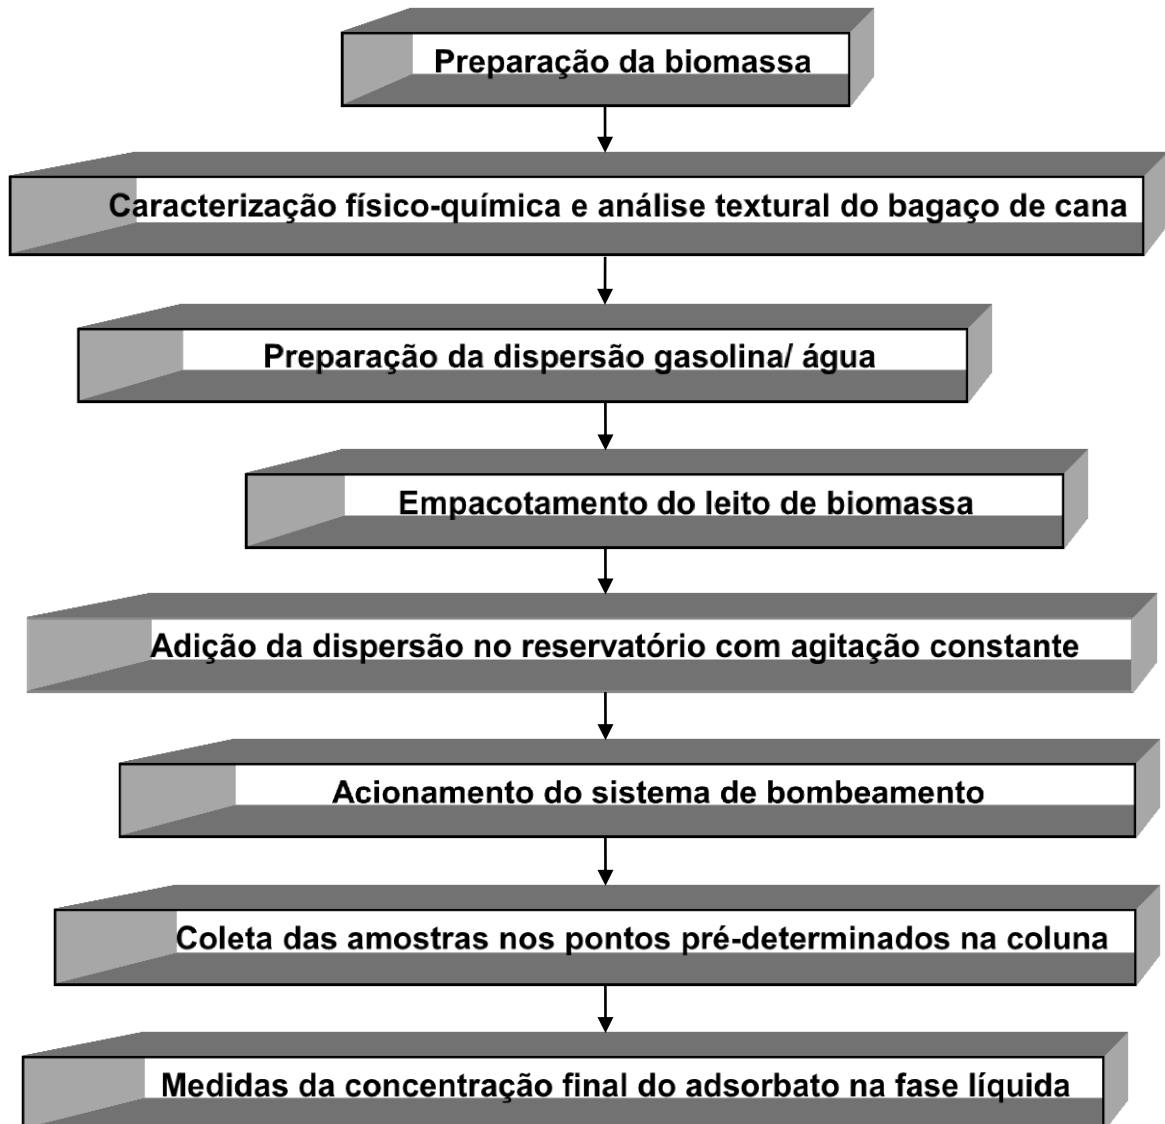 Preparação da biomassa
Caracterização físico-química e análise textural do bagaço de cana
Preparação da dispersão gasolina/ água
Empacotamento do leito de biomassa
Adição da dispersão no reservatório com agitação constante
Acionamento do sistema de bombeamento
Coleta das amostras nos pontos pré-determinados na coluna
Medidas da concentração final do adsorbato na fase líquida